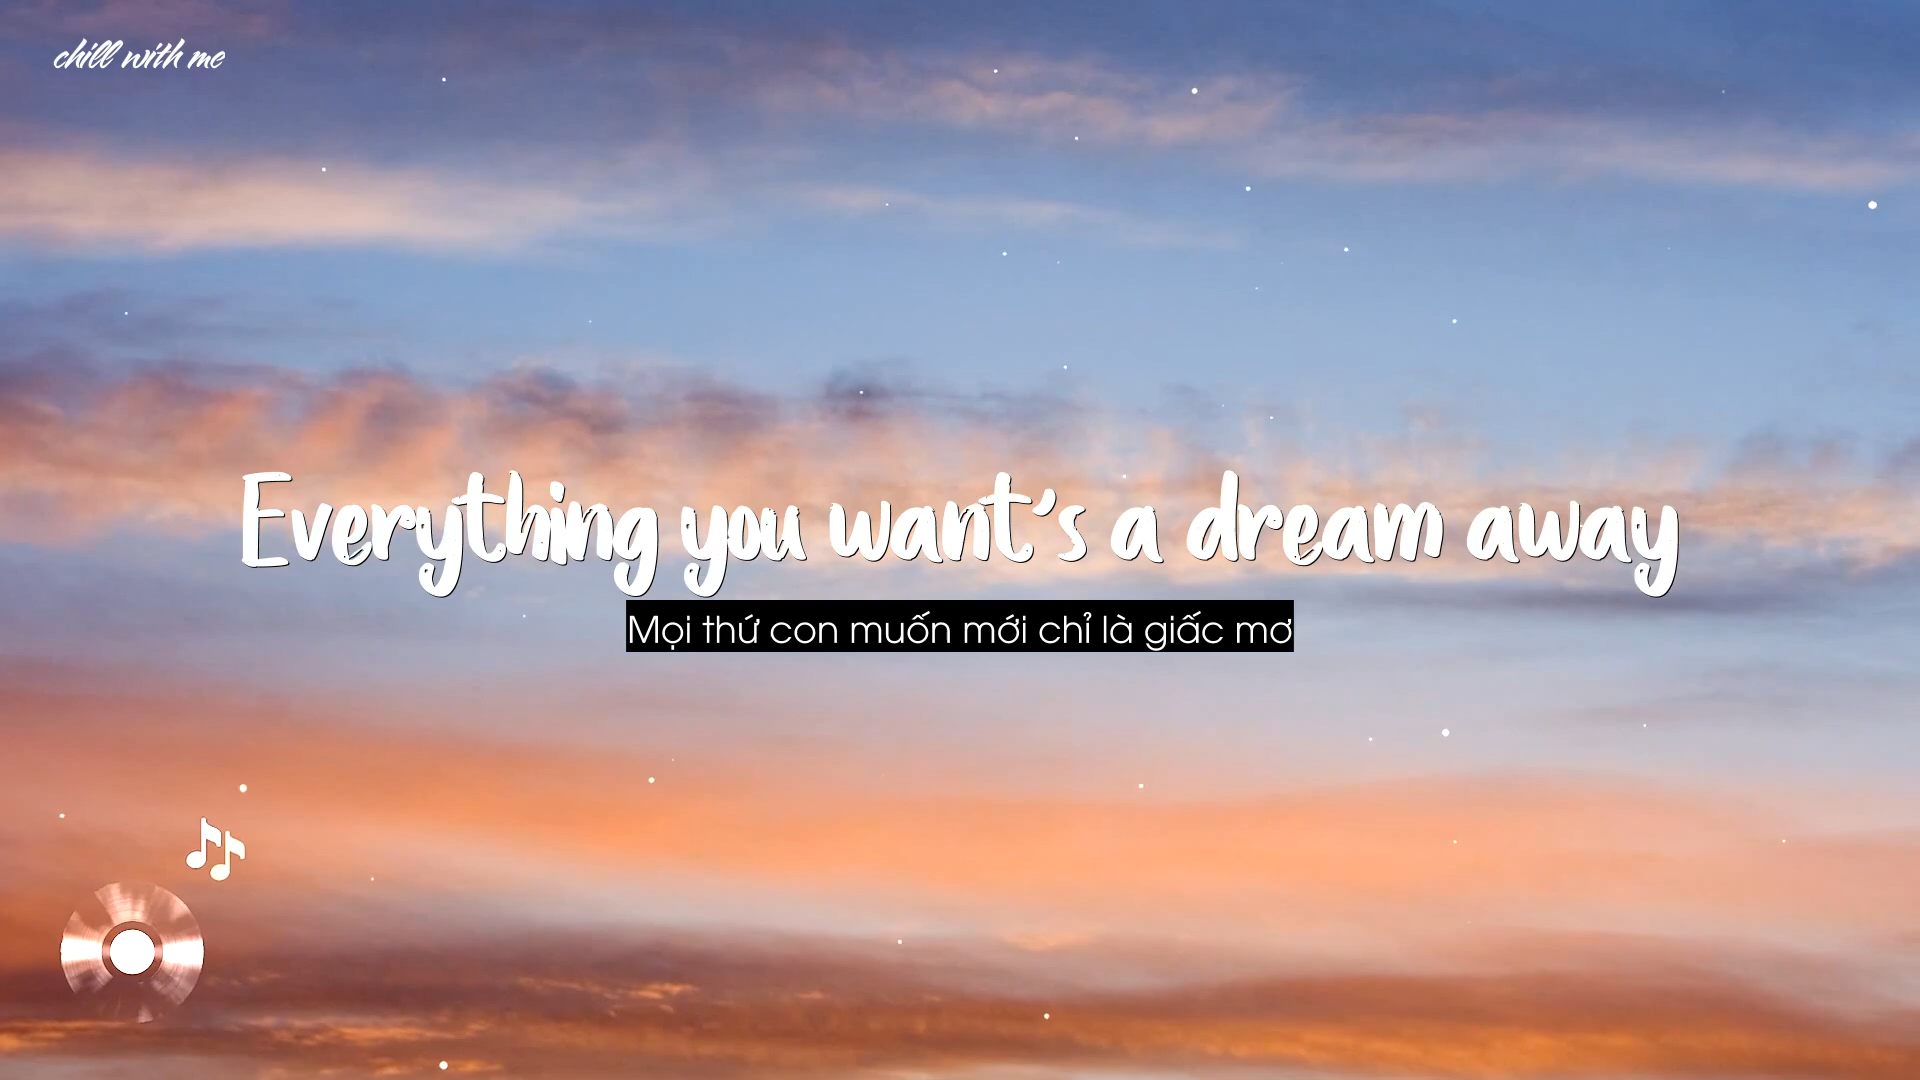 chill with me
Everything you want's a dream away
Mọi thứ con muốn mới chỉ là giấc mơ